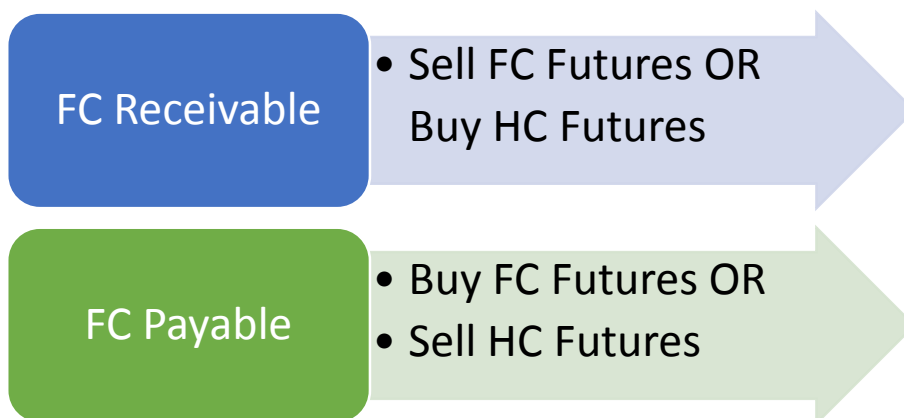 FC Receivable
• Sell FC Futures OR
Buy HC Futures
FC Payable
• Buy FC Futures OR
• Sell HC Futures